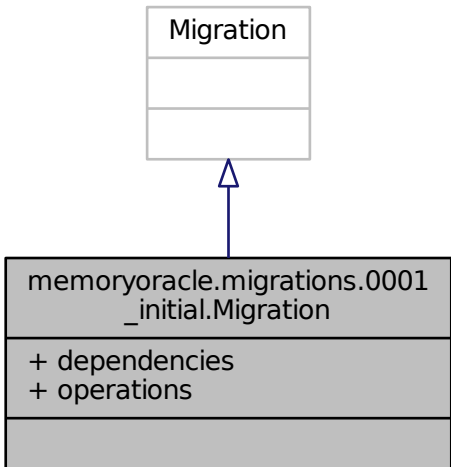 Migration
memoryoracle.migrations.0001
_initial.Migration
+ dependencies
+ operations